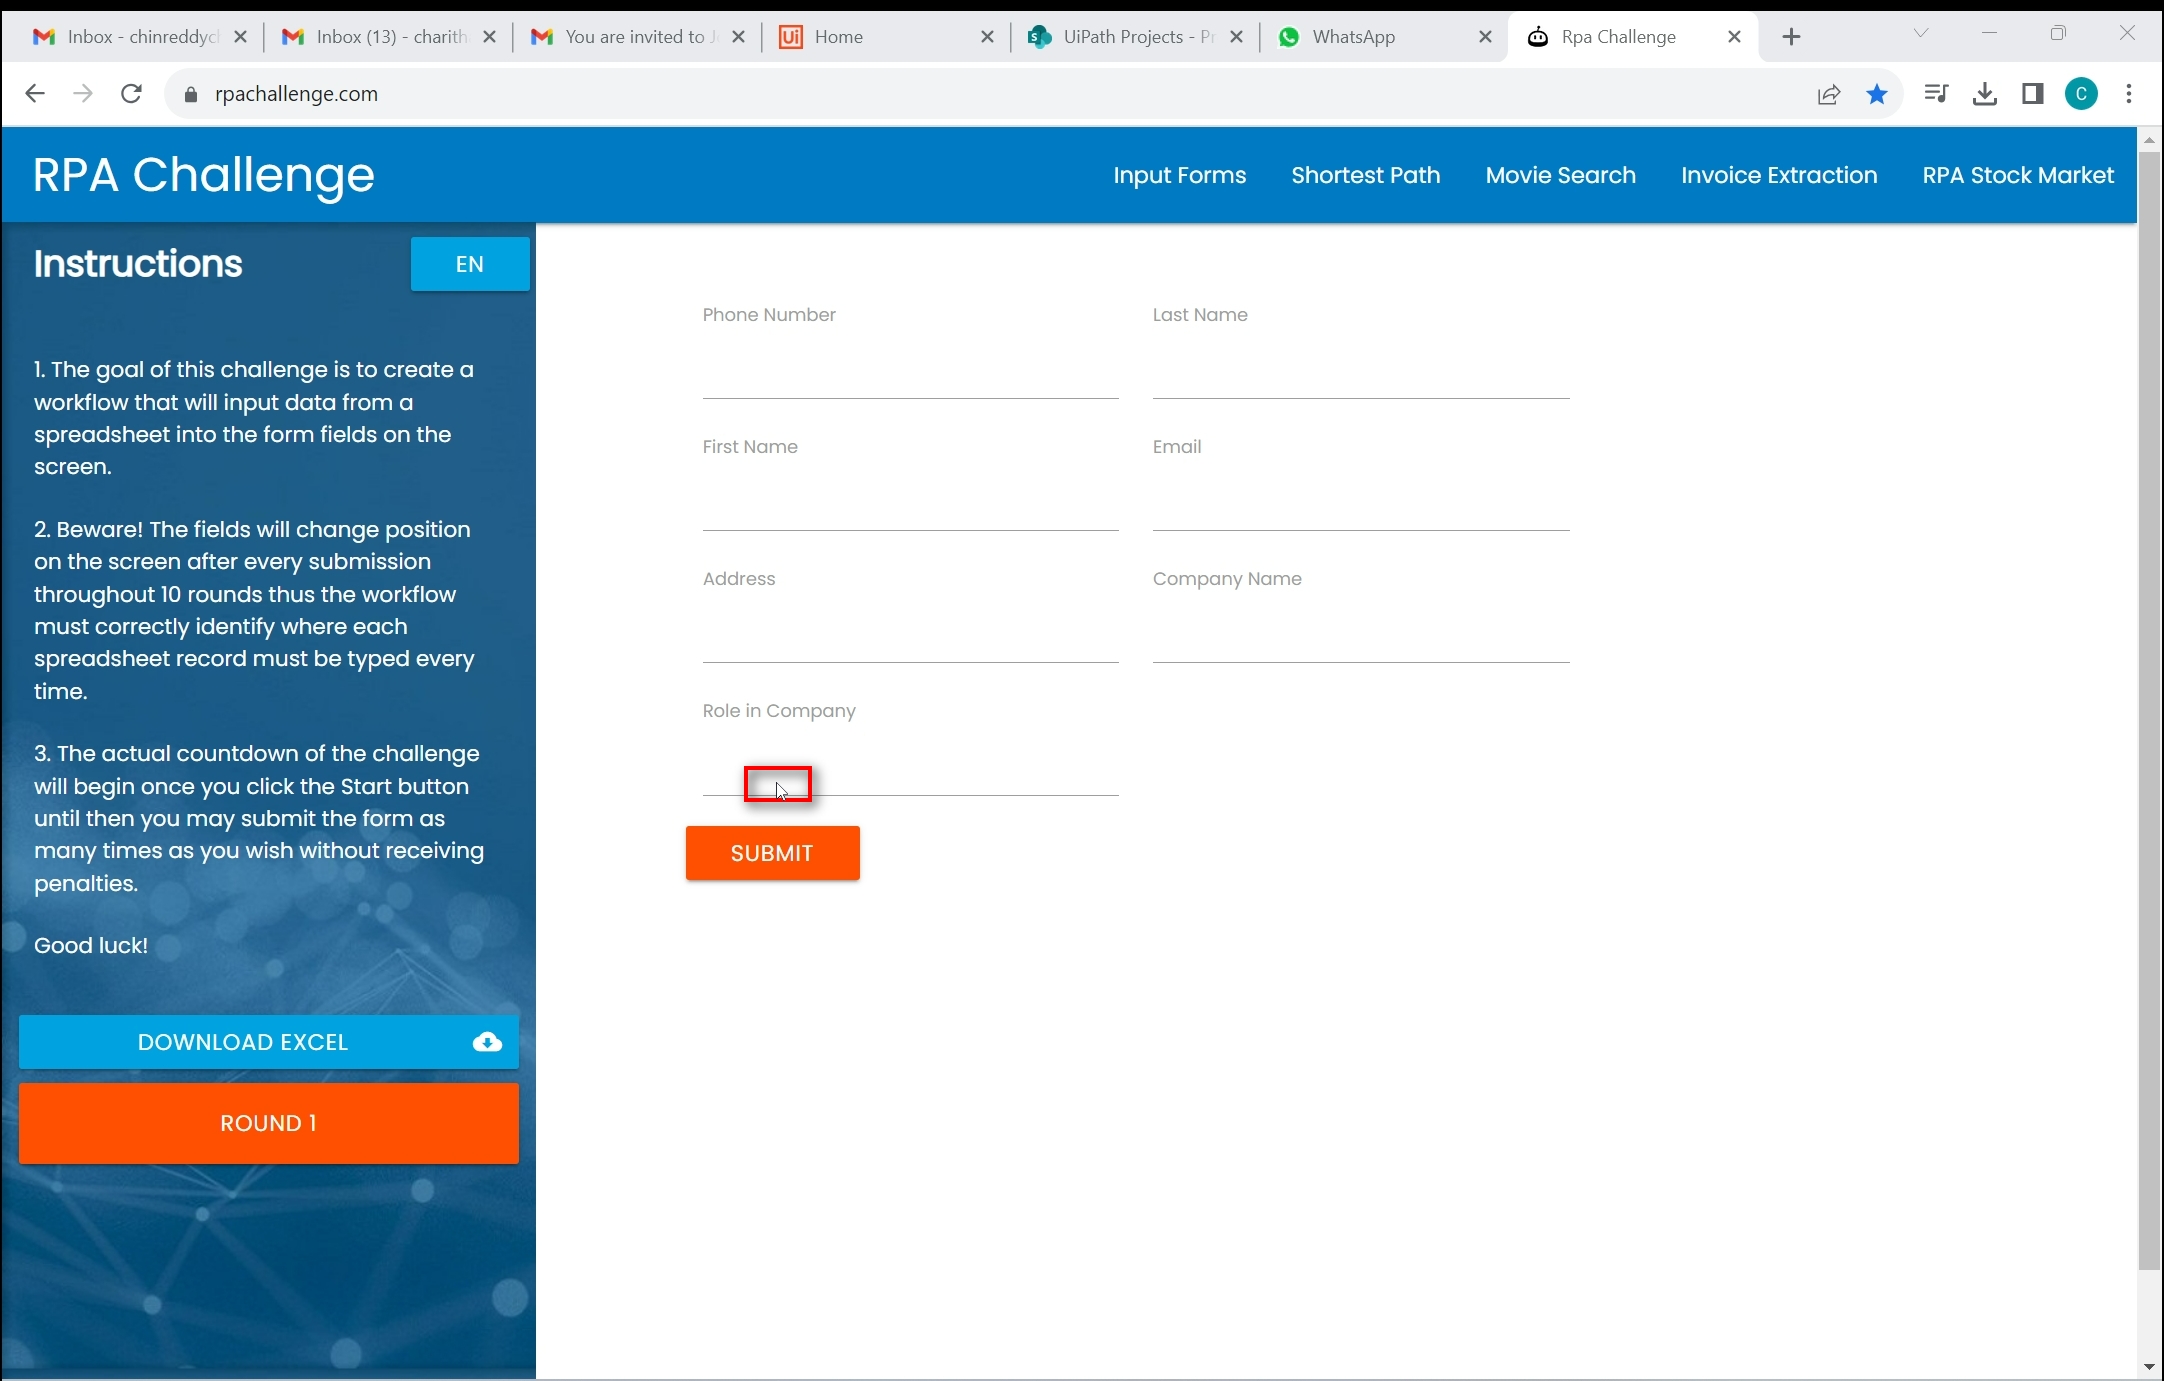 Inbox - chinreddyc
Inbox (13) - charith
You are invited to
Home
UiPath Projects - Pr
WhatsApp
Rpa Challenge
rpachallenge.com
C
RPA Challenge
Input Forms
Shortest Path
Movie Search
Invoice Extraction
RPA Stock Market
Instructions
EN
1. The goal of this challenge is to create a
workflow that will input data from a
spreadsheet into the form fields on the
screen.
2. Beware! The fields will change position
on the screen after every submission
throughout 10 rounds thus the workflow
must correctly identify where each
spreadsheet record must be typed every
time.
3. The actual countdown of the challenge
will begin once you click the Start button
until then you may submit the form as
many times as you wish without receiving
penalties.
Good luck!
DOWNLOAD EXCEL
ROUND 1
Phone Number
Last Name
First Name
Email
Address
Company Name
Role in Company
SUBMIT